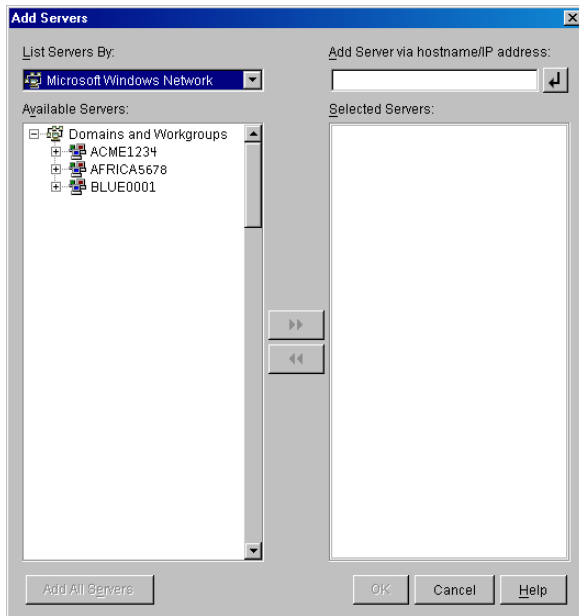 Add Servers
List Servers By:
Microsoft Windows Network
Add Server via hostname/IP address:
Available Servers:
Domains and Workgroups
ACME1234
AFRICA5678
BLUE0001
Selected Servers:
Add All Servers
OK
Cancel
Help